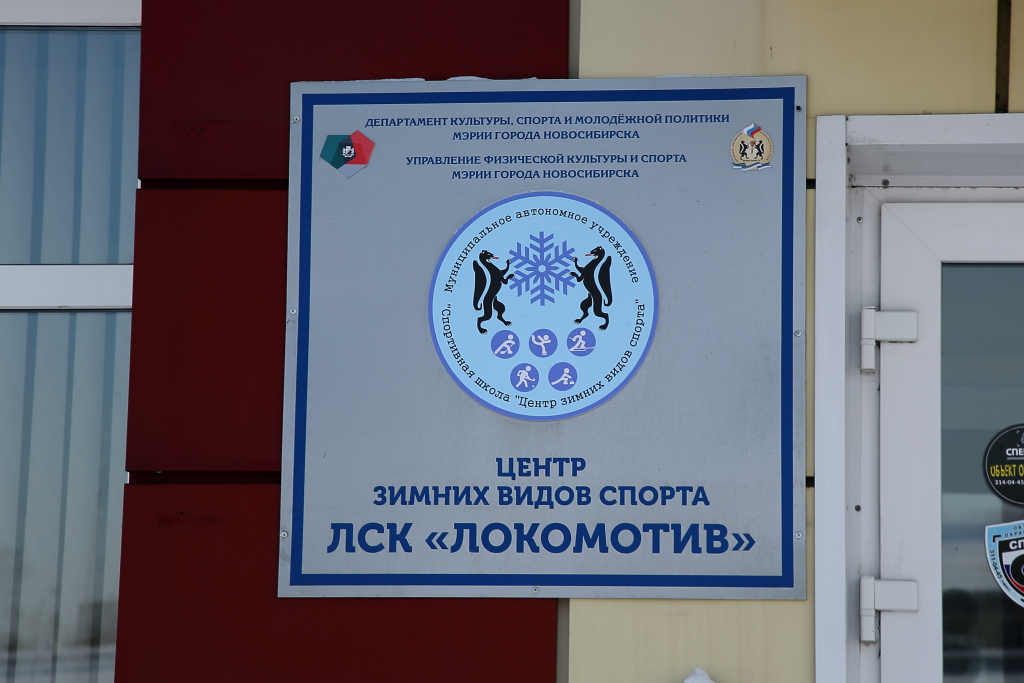 ДЕПАРТАМЕНТ КУЛЬТУРЫ, СПОРТА И МОЛОДЁЖНОЙ ПОЛИТИКИ
МЭРИИ ГОРОДА НОВОСИБИРСКА
УПРАВЛЕНИЕ ФИЗИЧЕСКОЙ КУЛЬТУРЫ И СПОРТА
МЭРИИ ГОРОДА НОВОСИБИРСКА
Муниципальное автономное учреждение
"Спортивная школа "Центр зимних видов спорта"
ЦЕНТР
ЗИМНИХ ВИДОВ СПОРТА
ЛСК «ЛОКОМОТИВ»
ОБЪЕКТ